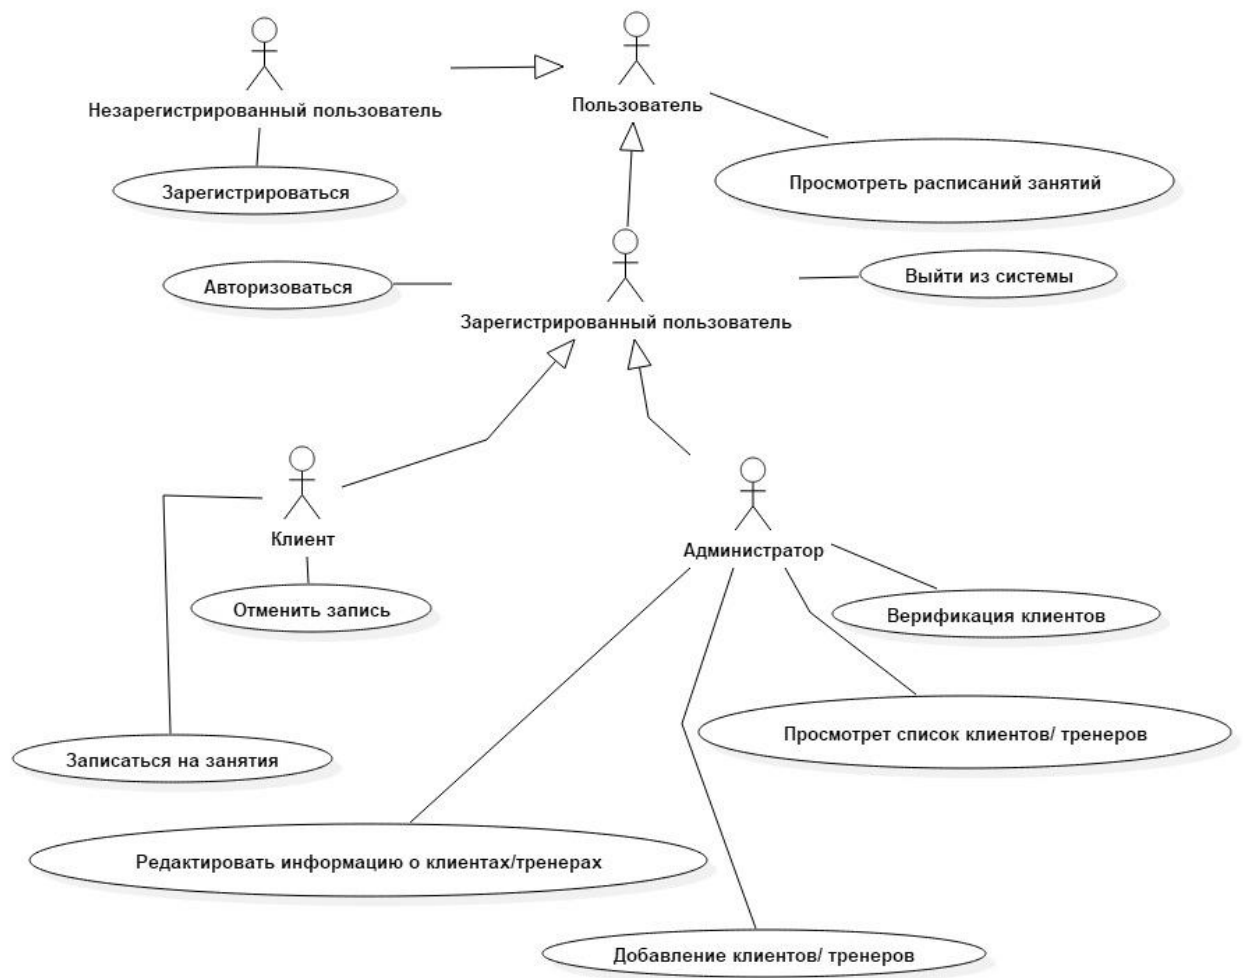 Незарегистрированный пользователь
Пользователь
Зарегистрироваться
Просмотреть расписаний занятий
Авторизоваться
Выйти из системы
Зарегистрированный пользователь
Клиент
Администратор
Отменить запись
Верификация клиентов
Просмотрет список клиентов/ тренеров
Записаться на занятия
Редактировать информацию о клиентах/тренерах
Добавление клиентов/ тренеров